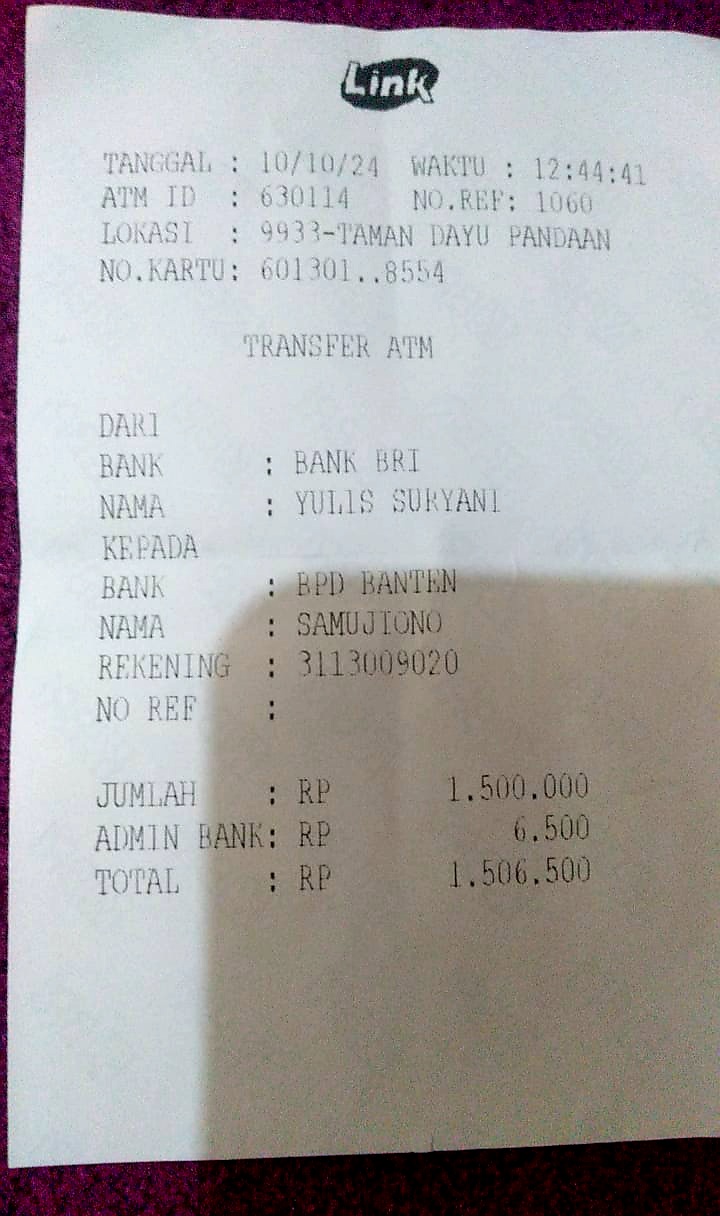 Link
TANGGAL : 10/10/24 WAKTU : 12:44:41
ATM ID : 630114 NO.REF: 1060
LOKASI : 9933-TAMAN DAYU PANDAAN
NO.KARTU: 601301..8554
TRANSFER ATM
DARI
BANK : BANK BRI
NAMA : YULIS SURYANI
KEPADA
BANK : BPD BANTEN
NAMA : SAMUJIONO
REKENING : 3113009020
NO REF :
JUMLAH : RP 1.500.000
ADMIN BANK: RP 6.500
TOTAL : RP 1.506.500